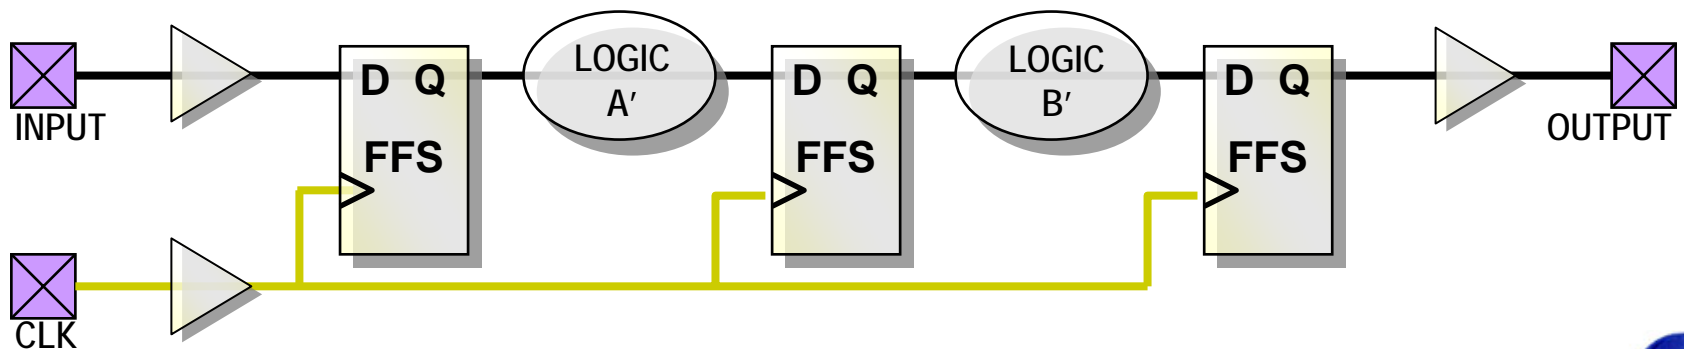 INPUT
D Q
FFS
LOGIC
A'
D Q
FFS
LOGIC
B'
D Q
FFS
OUTPUT
CLK